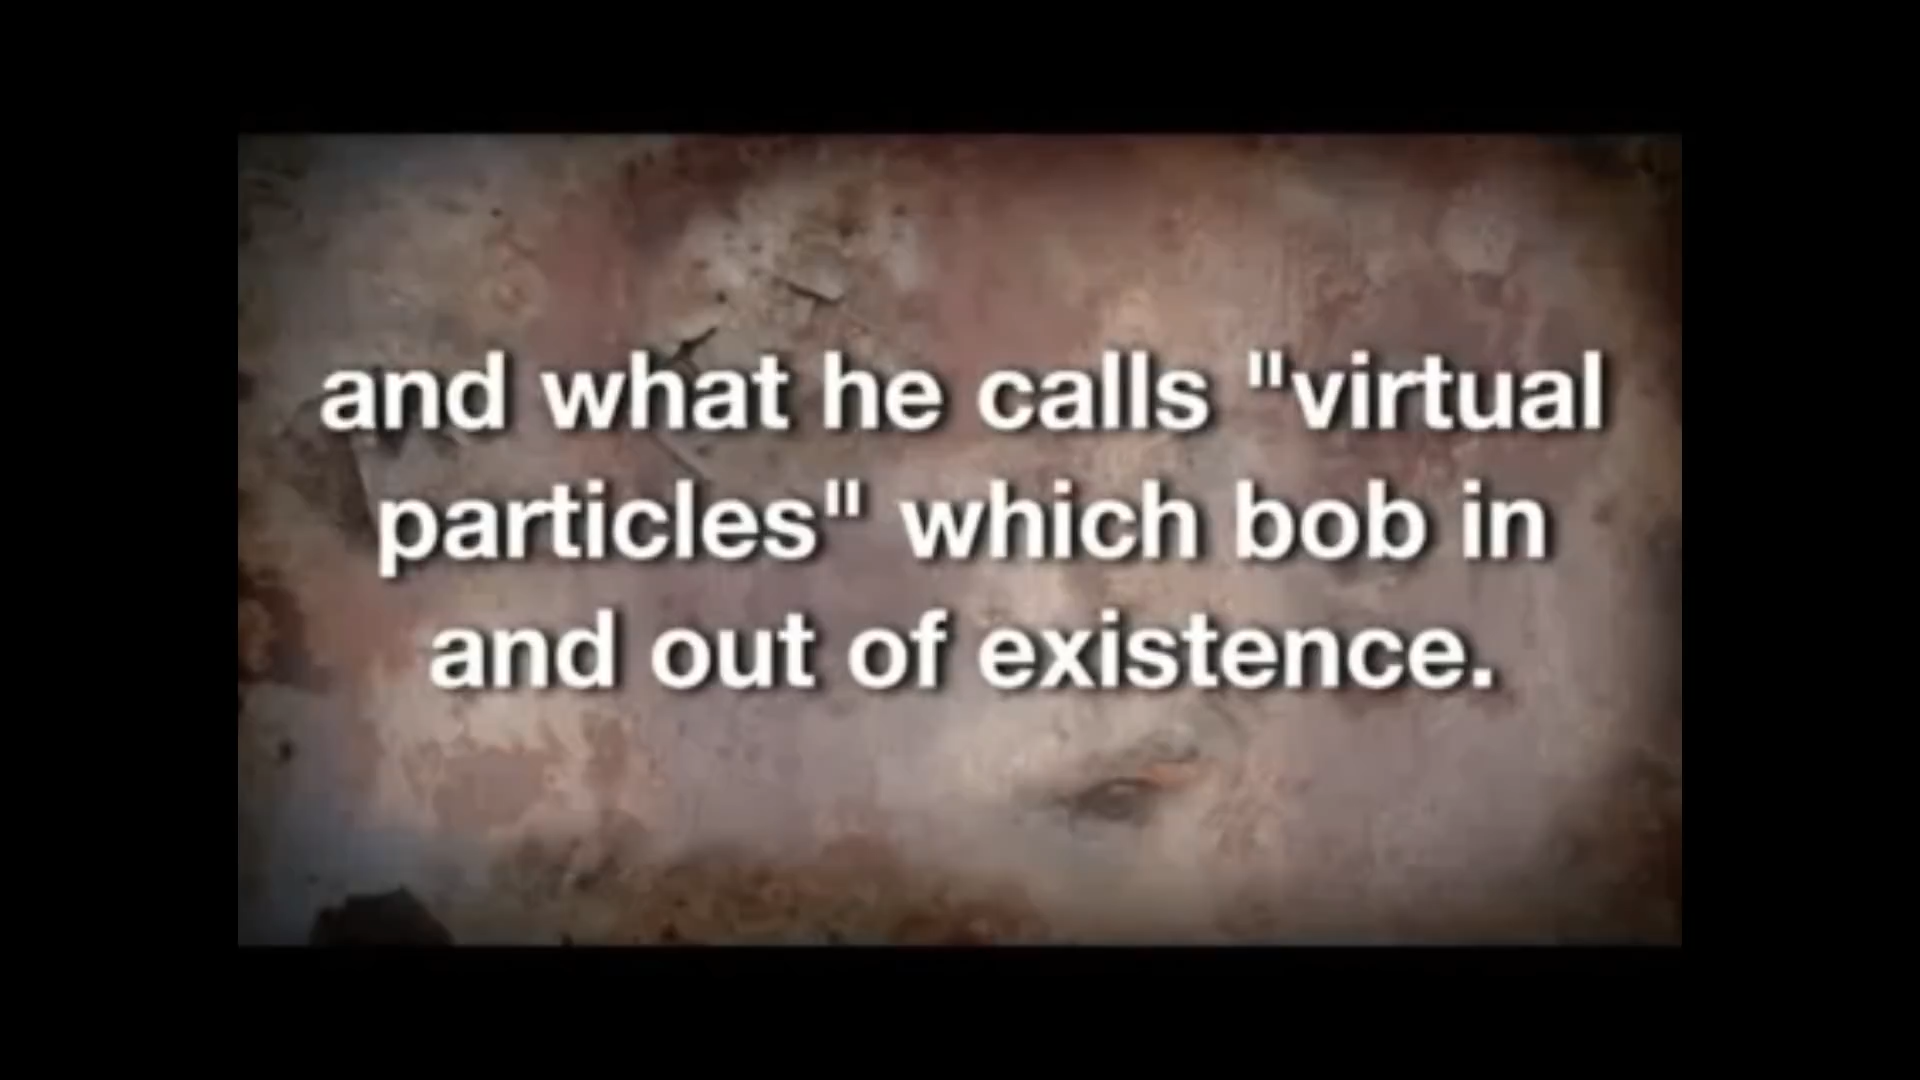 and what he calls "virtual
particles" which bob in
and out of existence.